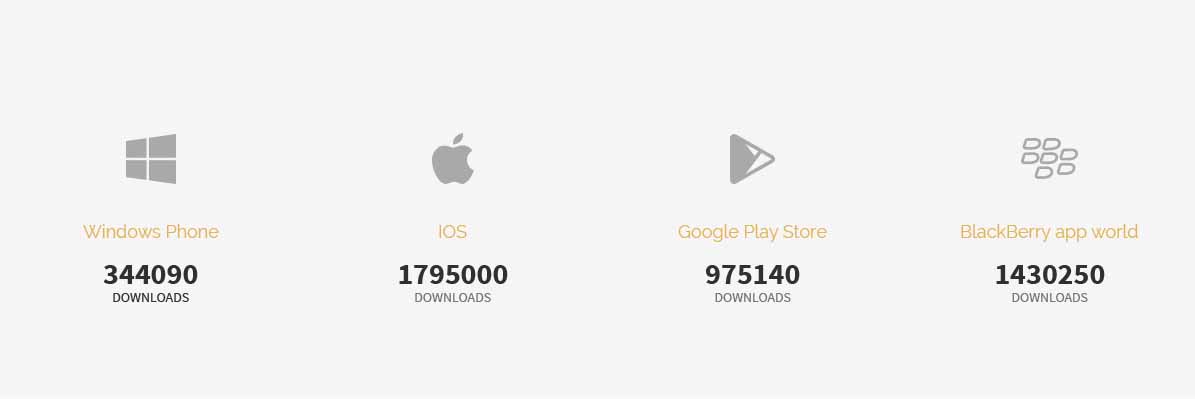 Windows Phone
344090
DOWNLOADS
IOS
1795000
DOWNLOADS
Google Play Store
975140
DOWNLOADS
BlackBerry app world
1430250
DOWNLOADS